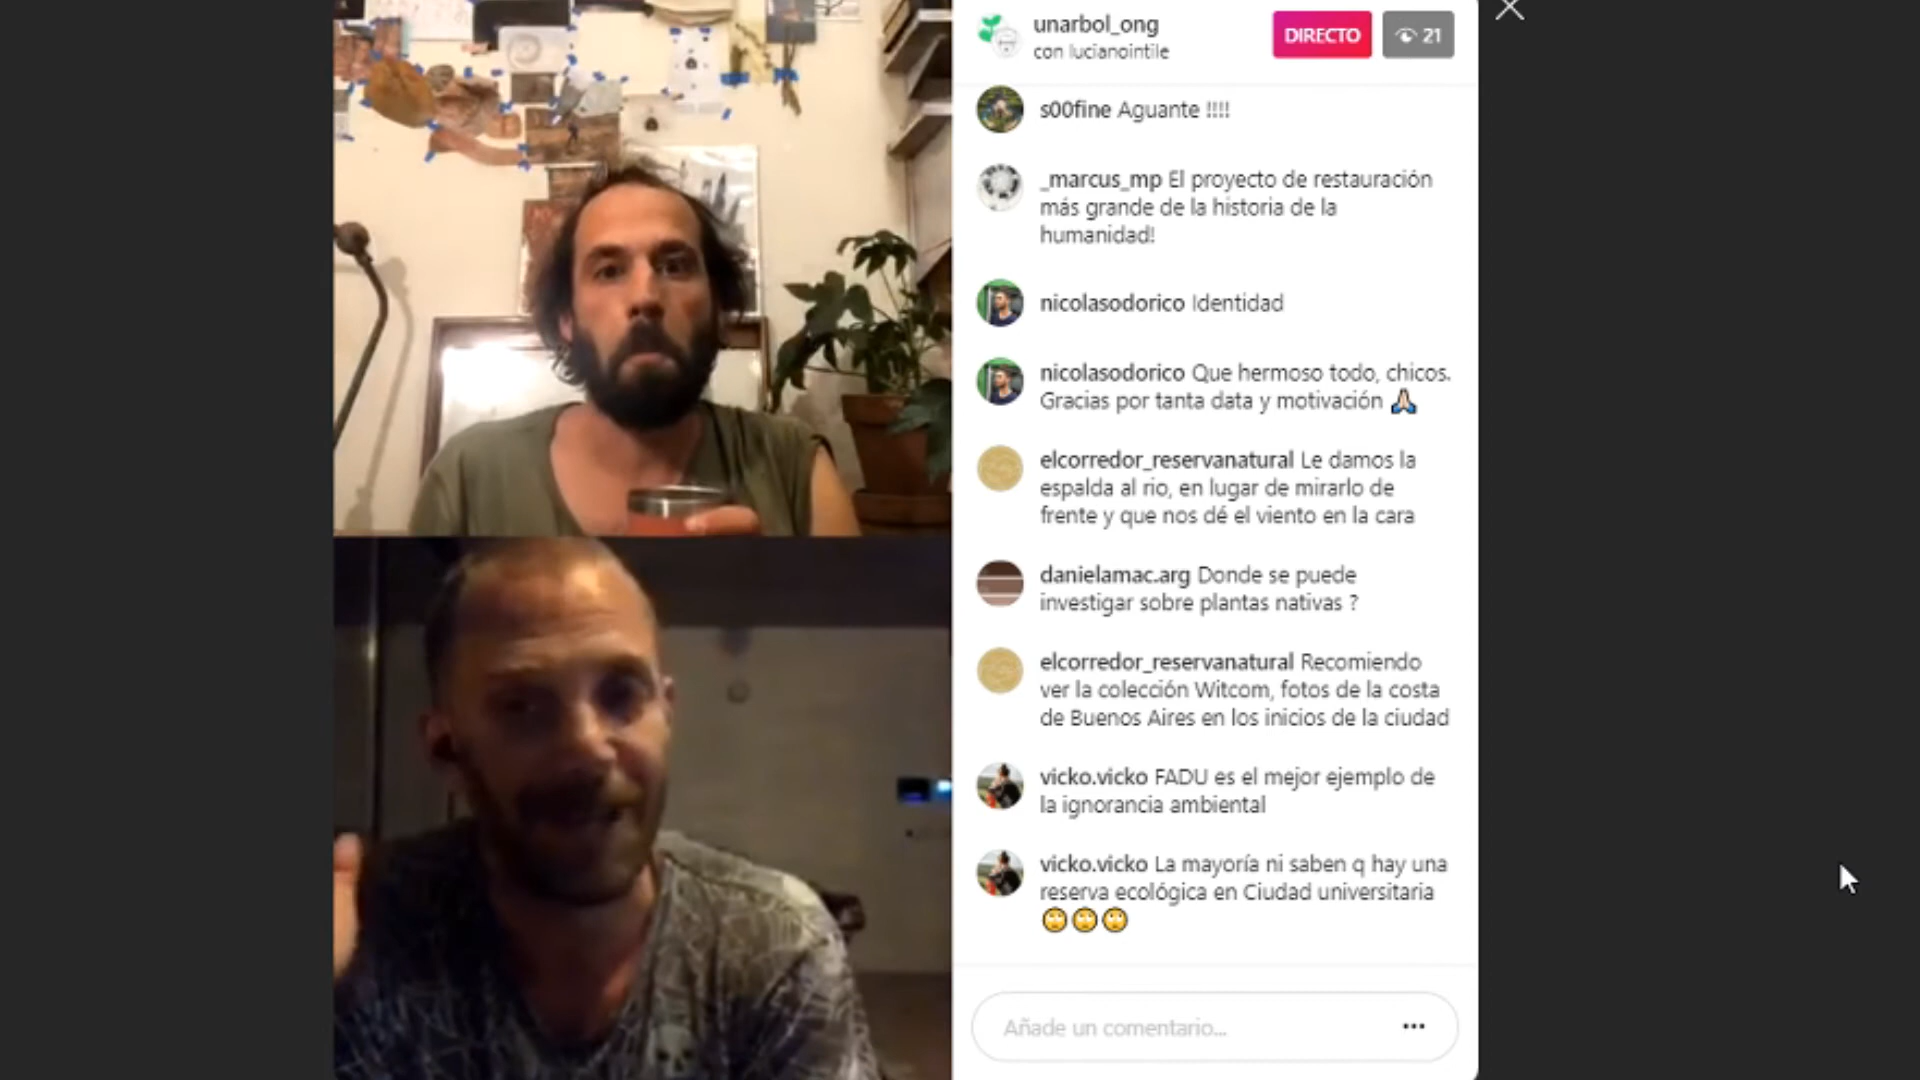 unarbol_ong
con lucianointile
DIRECTO
21
s00fine Aguante !!!!
_marcus_mp El proyecto de restauración
más grande de la historia de la
humanidad!
nicolasodorico Identidad
nicolasodorico Que hermoso todo, chicos.
Gracias por tanta data y motivación 🙏🏻
elcorredor_reservanatural Le damos la
espalda al rio, en lugar de mirarlo de
frente y que nos dé el viento en la cara
danielamac.arg Donde se puede
investigar sobre plantas nativas ?
elcorredor_reservanatural Recomiendo
ver la colección Witcom, fotos de la costa
de Buenos Aires en los inicios de la ciudad
vicko.vicko FADU es el mejor ejemplo de
la ignorancia ambiental
vicko.vicko La mayoría ni saben q hay una
reserva ecológica en Ciudad universitaria
🙄🙄🙄
Añade un comentario...